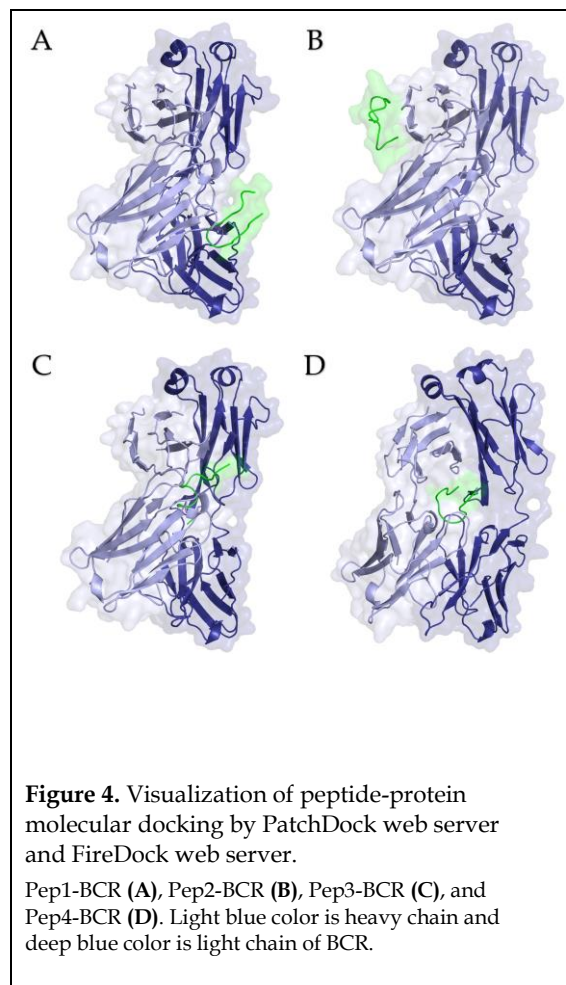 A
B
C
D
Figure 4. Visualization of peptide-protein
molecular docking by PatchDock web server
and FireDock web server.
Pep1-BCR (A), Pep2-BCR (B), Pep3-BCR (C), and
Pep4-BCR (D). Light blue color is heavy chain and
deep blue color is light chain of BCR.